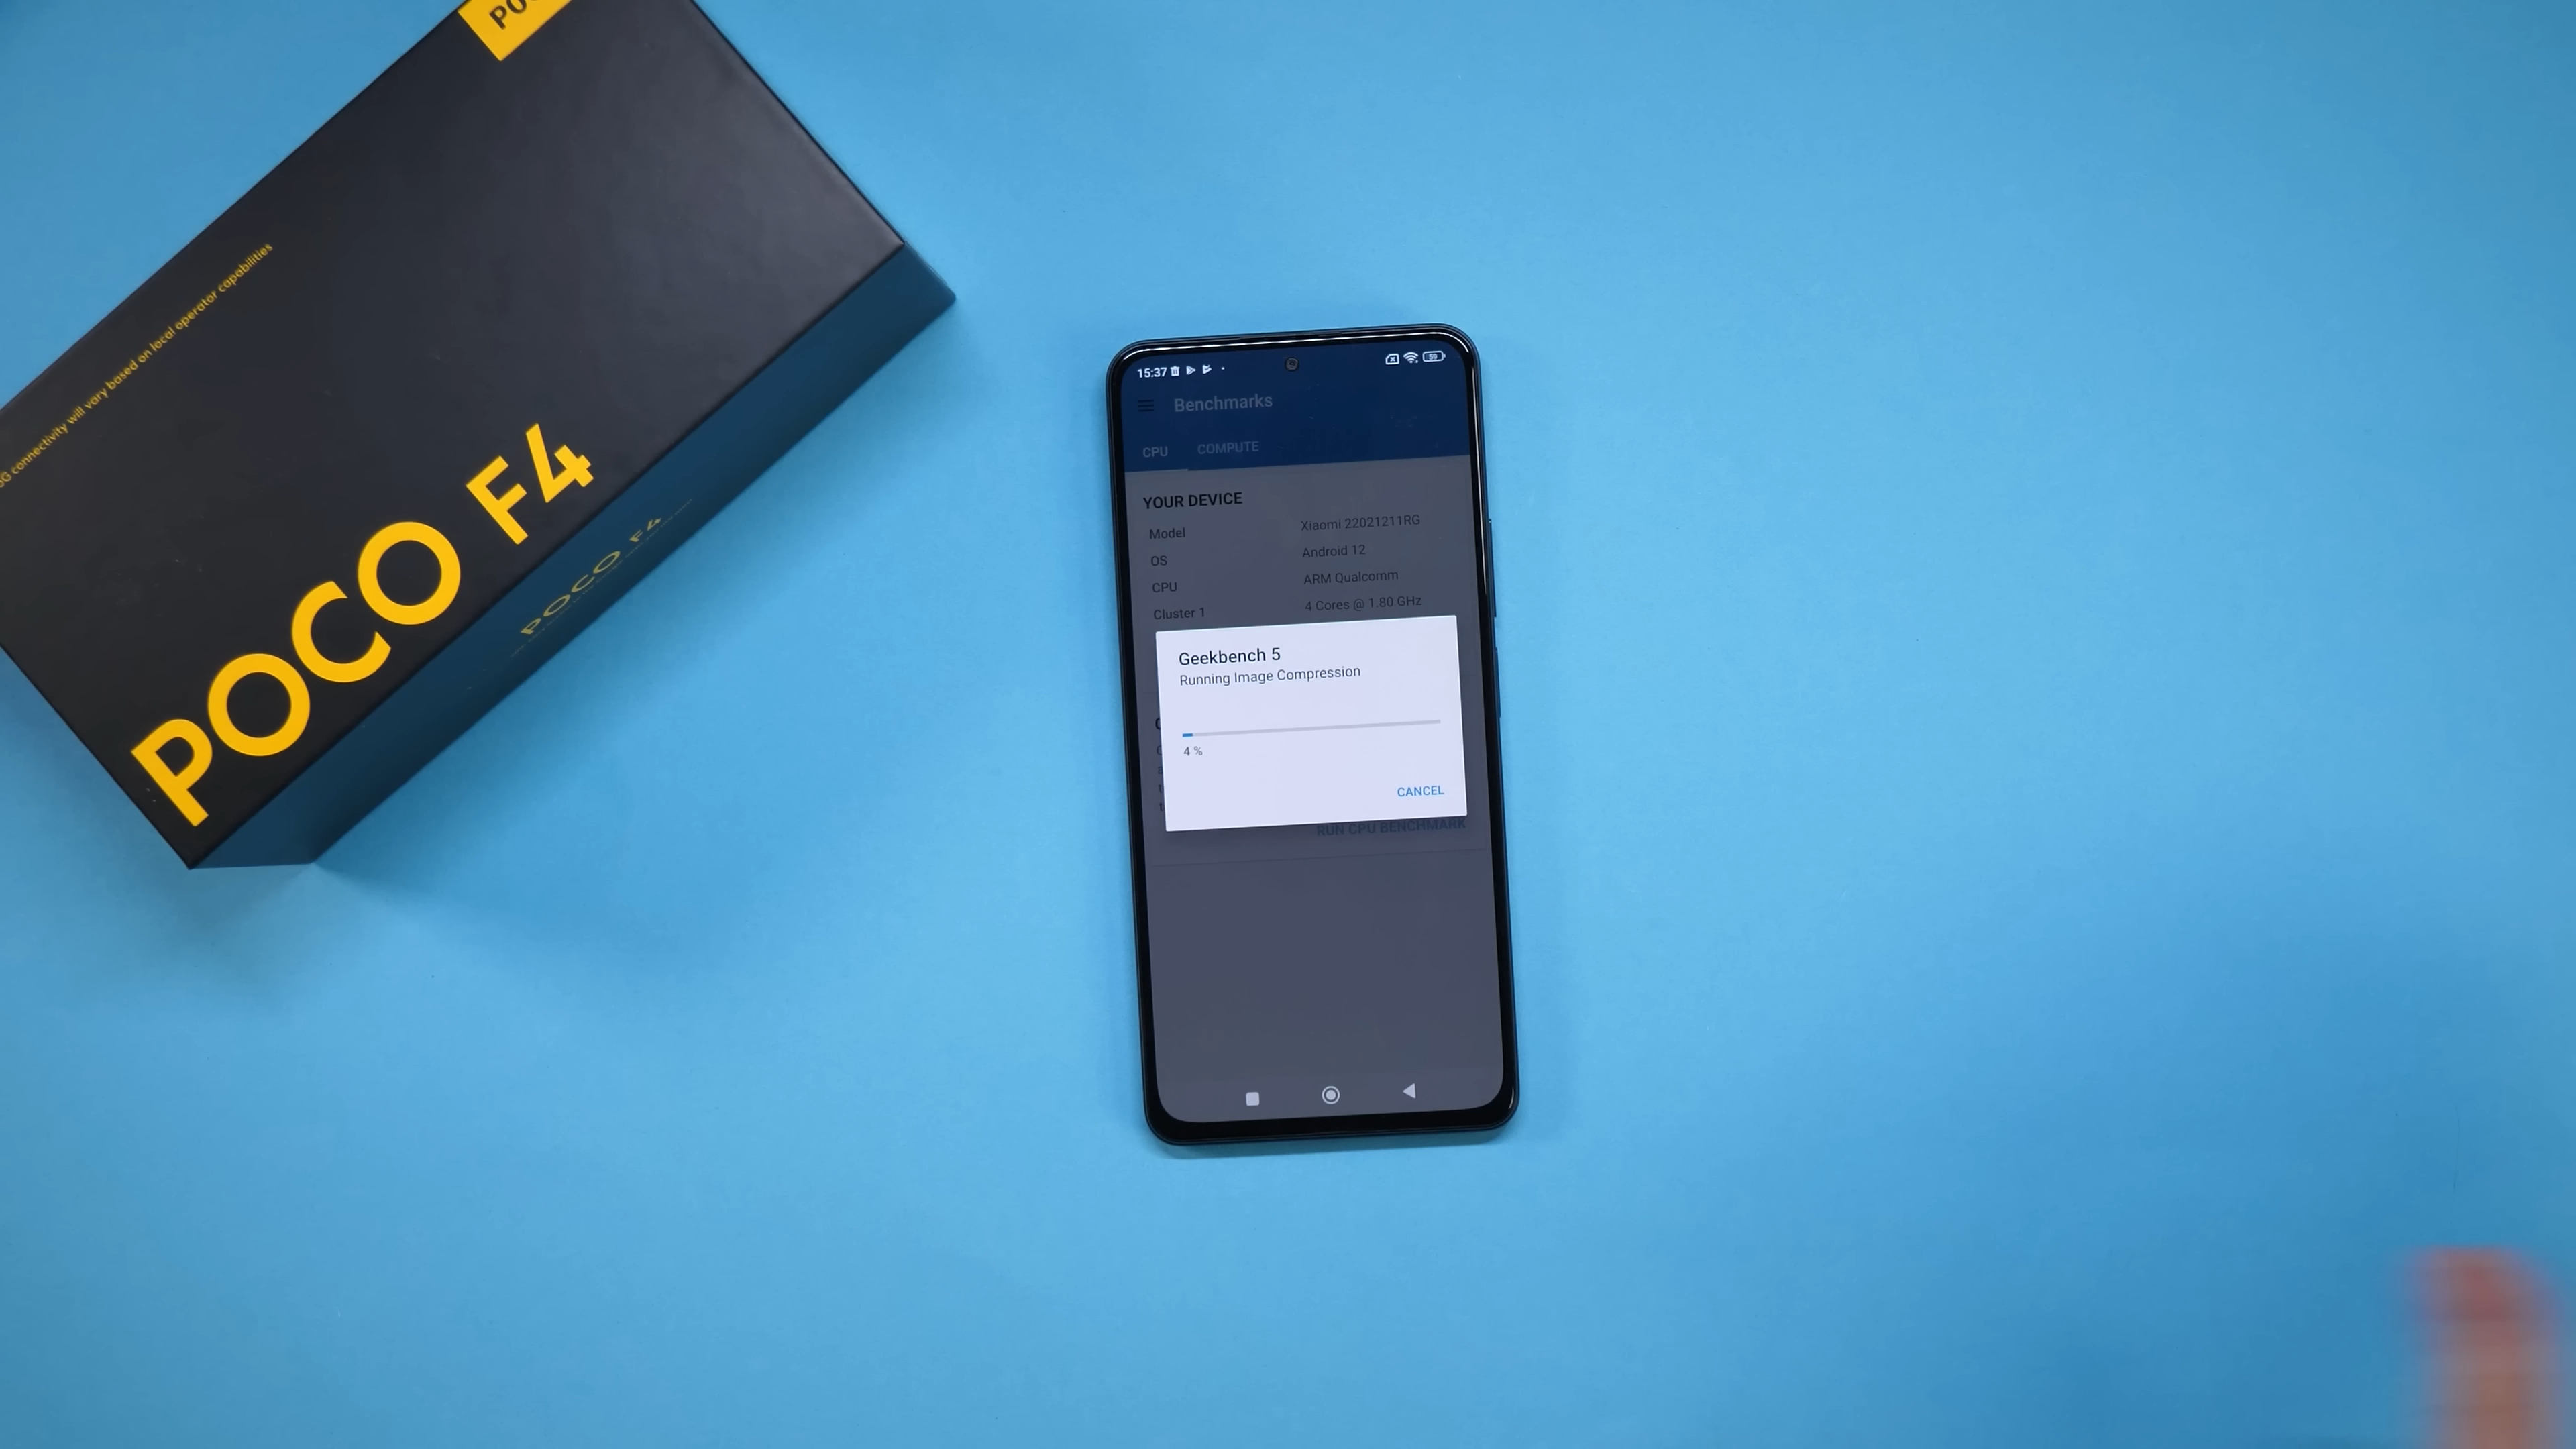 5G connectivity will vary based on local operator capabilities
POCO F4
POCO F4
15:37
59
Benchmarks
CPU COMPUTE
YOUR DEVICE
Model Xiaomi 22021211RG
OS Android 12
CPU ARM Qualcomm
Cluster 1 4 Cores @ 1.80 GHz
Geekbench 5
Running Image Compression
4 %
CANCEL
RUN CPU BENCHMARK